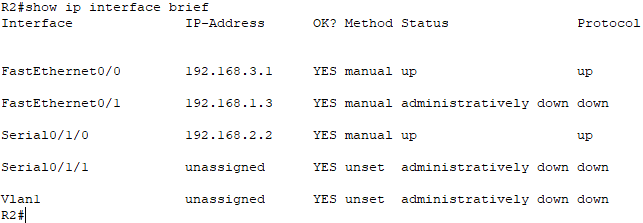 R2#show ip interface brief
Interface              IP-Address      OK? Method Status                Protocol
FastEthernet0/0        192.168.3.1     YES manual up                    up
FastEthernet0/1        192.168.1.3     YES manual administratively down down
Serial0/1/0            192.168.2.2     YES manual up                    up
Serial0/1/1            unassigned      YES unset  administratively down down
Vlan1                  unassigned      YES unset  administratively down down
R2#